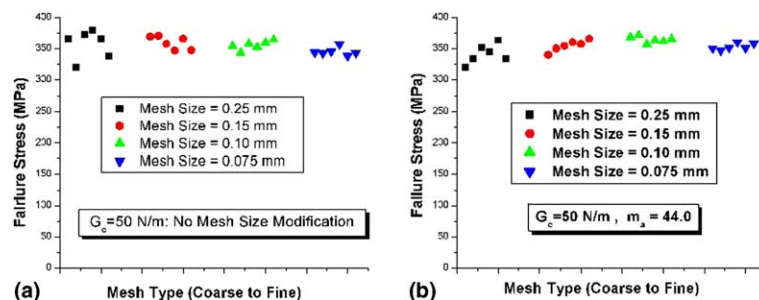 400
350
300
250
200
150
100
50
0
Fairlure Stress (MPa)
Mesh Size = 0.25 mm
Mesh Size = 0.15 mm
Mesh Size = 0.10 mm
Mesh Size = 0.075 mm
G_c=50 N/m: No Mesh Size Modification
(a)
Mesh Type (Coarse to Fine)
400
350
300
250
200
150
100
50
0
Failure Stress (MPa)
Mesh Size = 0.25 mm
Mesh Size = 0.15 mm
Mesh Size = 0.10 mm
Mesh Size = 0.075 mm
G_c=50 N/m , m_a = 44.0
(b)
Mesh Type (Coarse to Fine)